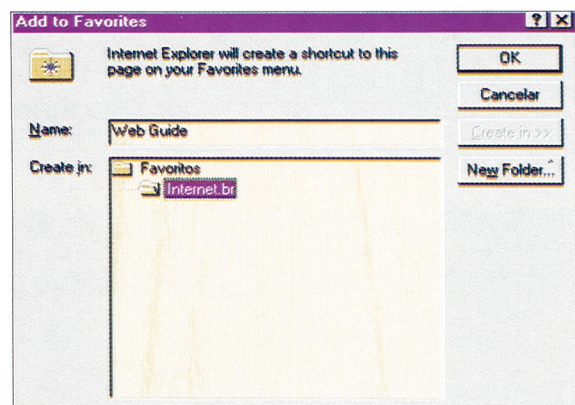 Add to Favorites
Internet Explorer will create a shortcut to this
page on your Favorites menu.
OK
Cancelar
Name: Web Guide
Create in >>
Create in: Favoritos
New Folder...
Internet.br